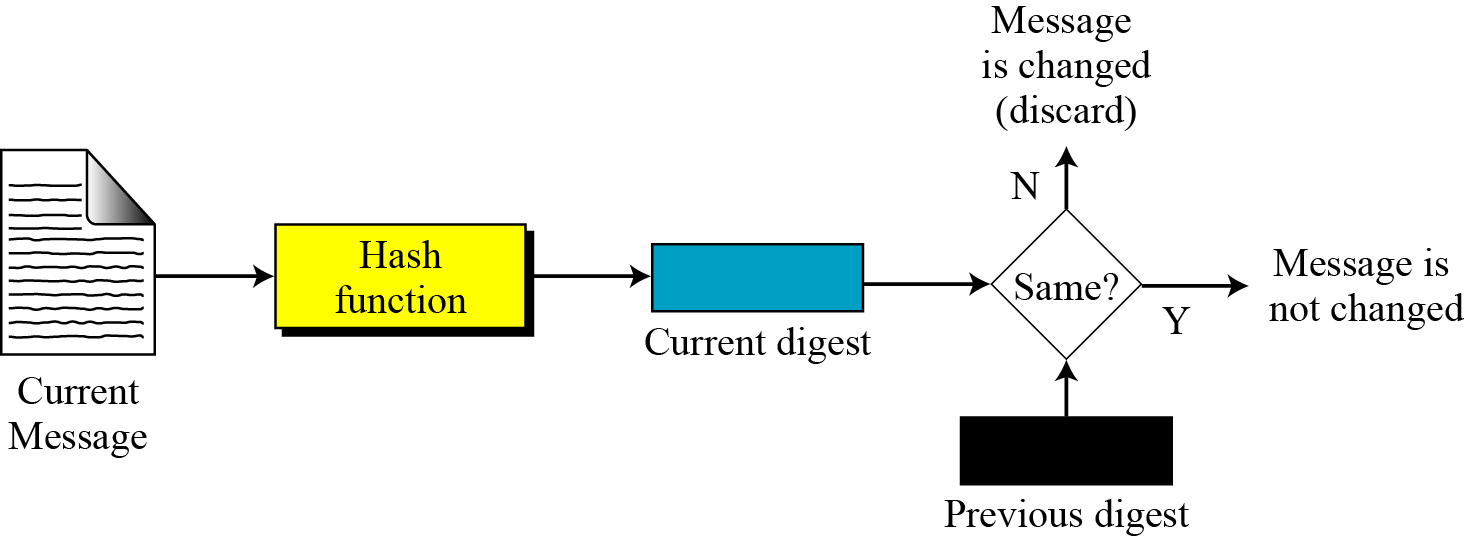 Message
is changed
(discard)
N
Hash
function
Same?
Message is
not changed
Y
Current digest
Current
Message
Previous digest